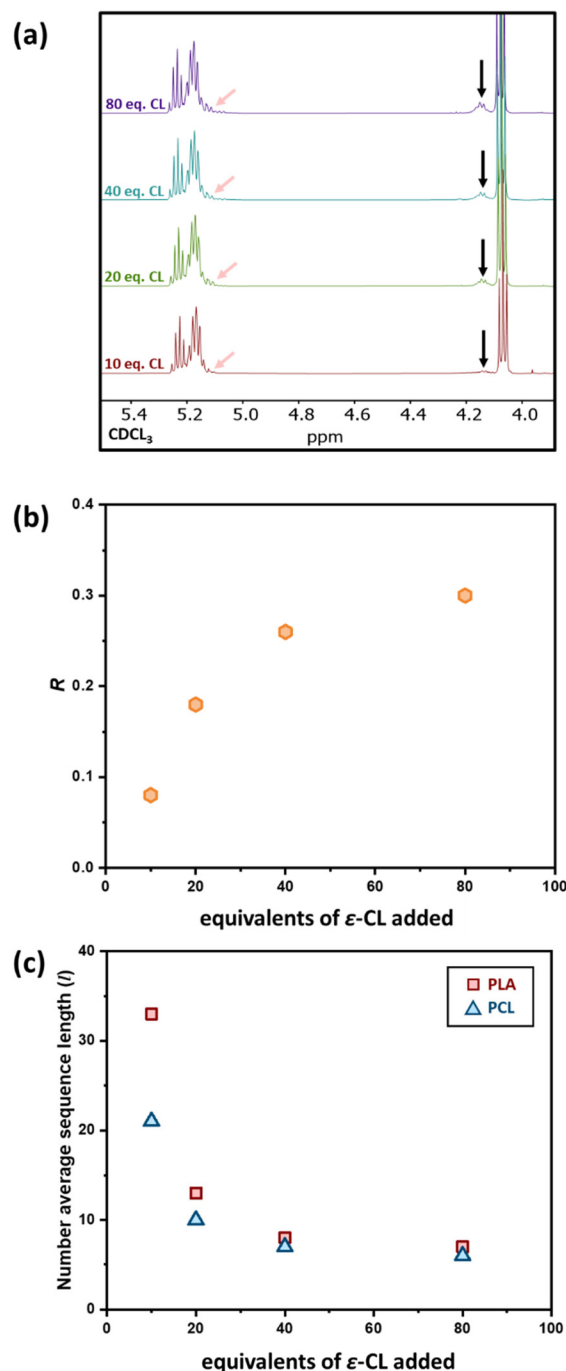 (a)
80 eq. CL
40 eq. CL
20 eq. CL
10 eq. CL
5.4 5.2 5.0 4.8 4.6 4.4 4.2 4.0
CDCL₃ ppm
(b)
0.4
0.3
0.2
0.1
0.0
R
0 20 40 60 80 100
equivalents of ε-CL added
(c)
40
30
20
10
0
Number average sequence length (l)
PLA
PCL
0 20 40 60 80 100
equivalents of ε-CL added